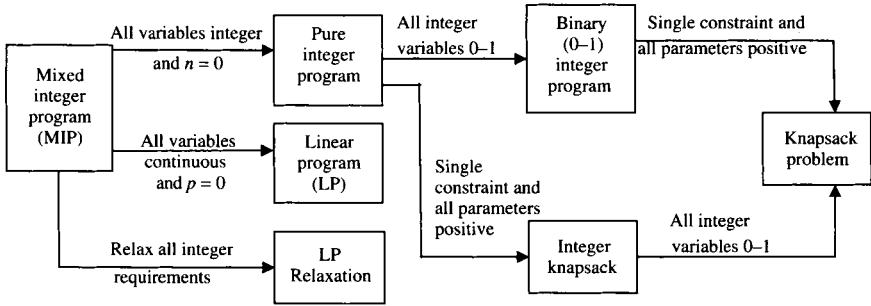 All variables integer
and n = 0
Pure
integer
program
All integer
variables 0–1
Binary
(0–1)
integer
program
Single constraint and
all parameters positive
Mixed
integer
program
(MIP)
All variables
continuous
and p = 0
Linear
program
(LP)
Single
constraint and
all parameters
positive
Knapsack
problem
Relax all integer
requirements
LP
Relaxation
Integer
knapsack
All integer
variables 0–1